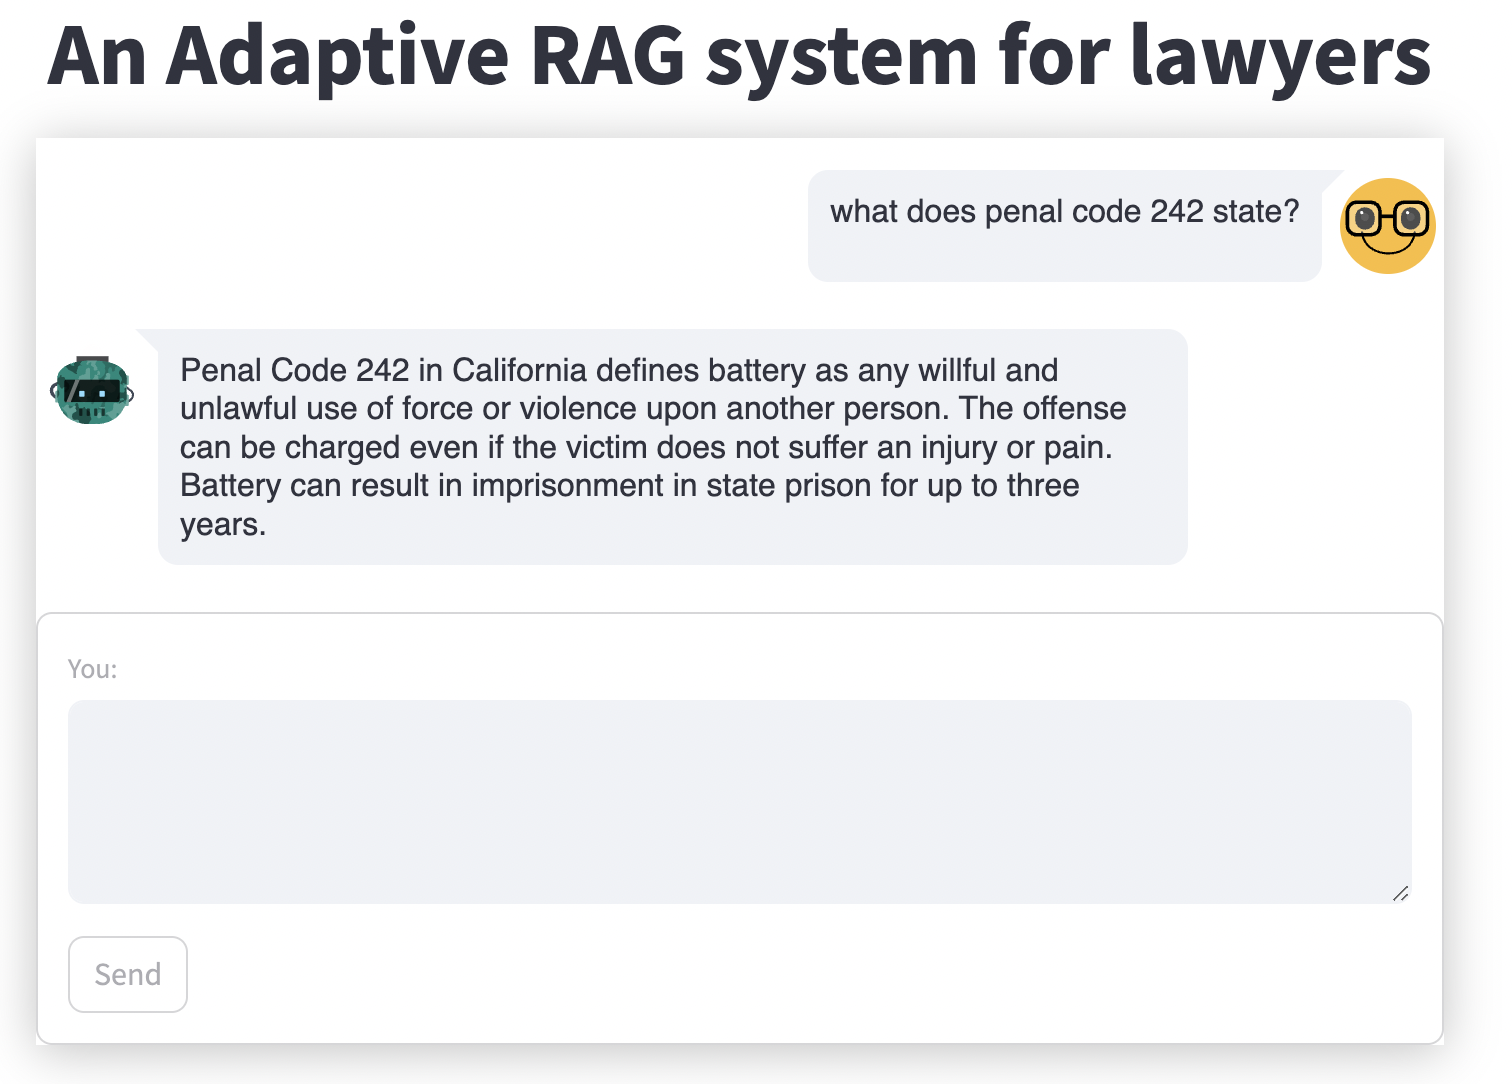 An Adaptive RAG system for lawyers
what does penal code 242 state?
Penal Code 242 in California defines battery as any willful and
unlawful use of force or violence upon another person. The offense
can be charged even if the victim does not suffer an injury or pain.
Battery can result in imprisonment in state prison for up to three
years.
You:
Send